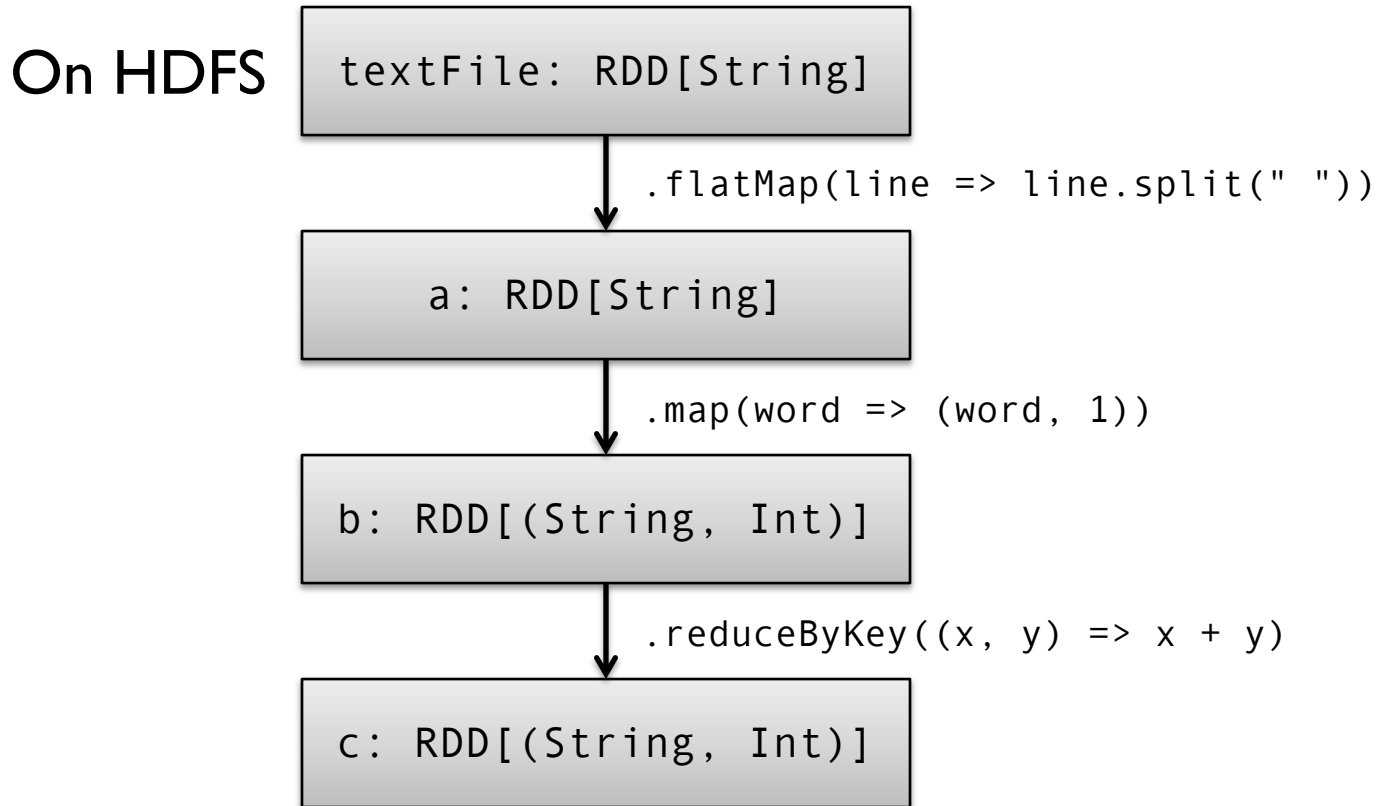 On HDFS
textFile: RDD[String]
.flatMap(line => line.split(" "))
a: RDD[String]
.map(word => (word, 1))
b: RDD[(String, Int)]
.reduceByKey((x, y) => x + y)
c: RDD[(String, Int)]